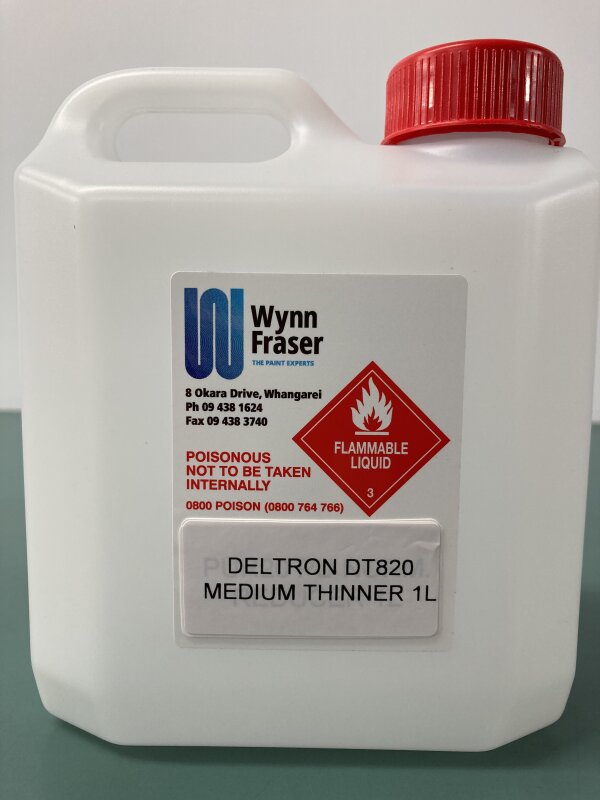 Wynn
Fraser
THE PAINT EXPERTS
8 Okara Drive, Whangarei
Ph 09 438 1624
Fax 09 438 3740
FLAMMABLE
LIQUID
3
POISONOUS
NOT TO BE TAKEN
INTERNALLY
0800 POISON (0800 764 766)
DELTRON DT820
MEDIUM THINNER 1L